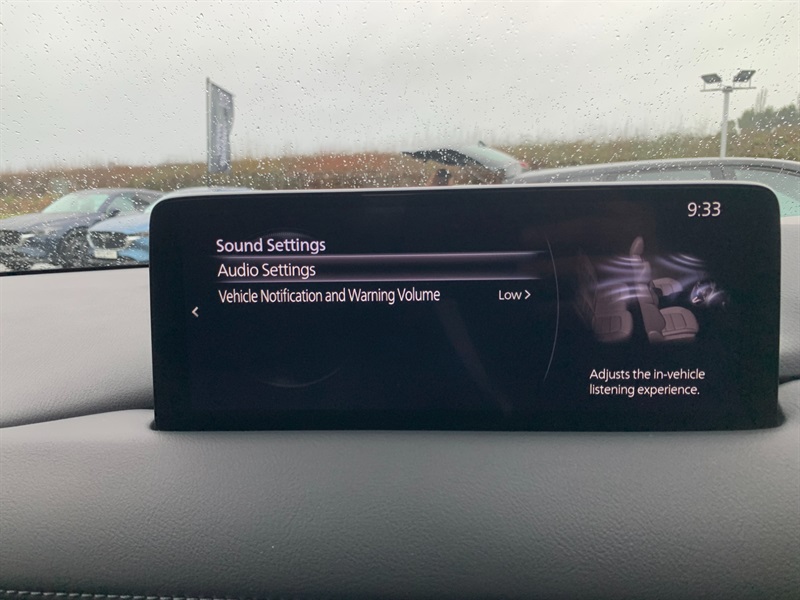 9:33
Sound Settings
Audio Settings
Vehicle Notification and Warning Volume Low >
<
Adjusts the in-vehicle
listening experience.